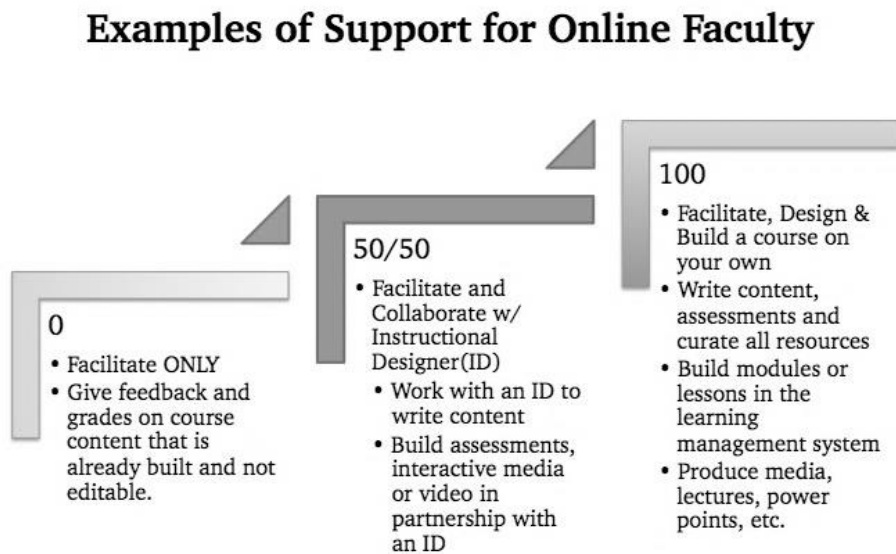 Examples of Support for Online Faculty
0
• Facilitate ONLY
• Give feedback and
grades on course
content that is
already built and not
editable.
50/50
• Facilitate and
Collaborate w/
Instructional
Designer(ID)
• Work with an ID to
write content
• Build assessments,
interactive media
or video in
partnership with
an ID
100
• Facilitate, Design &
Build a course on
your own
• Write content,
assessments and
curate all resources
• Build modules or
lessons in the
learning
management system
• Produce media,
lectures, power
points, etc.